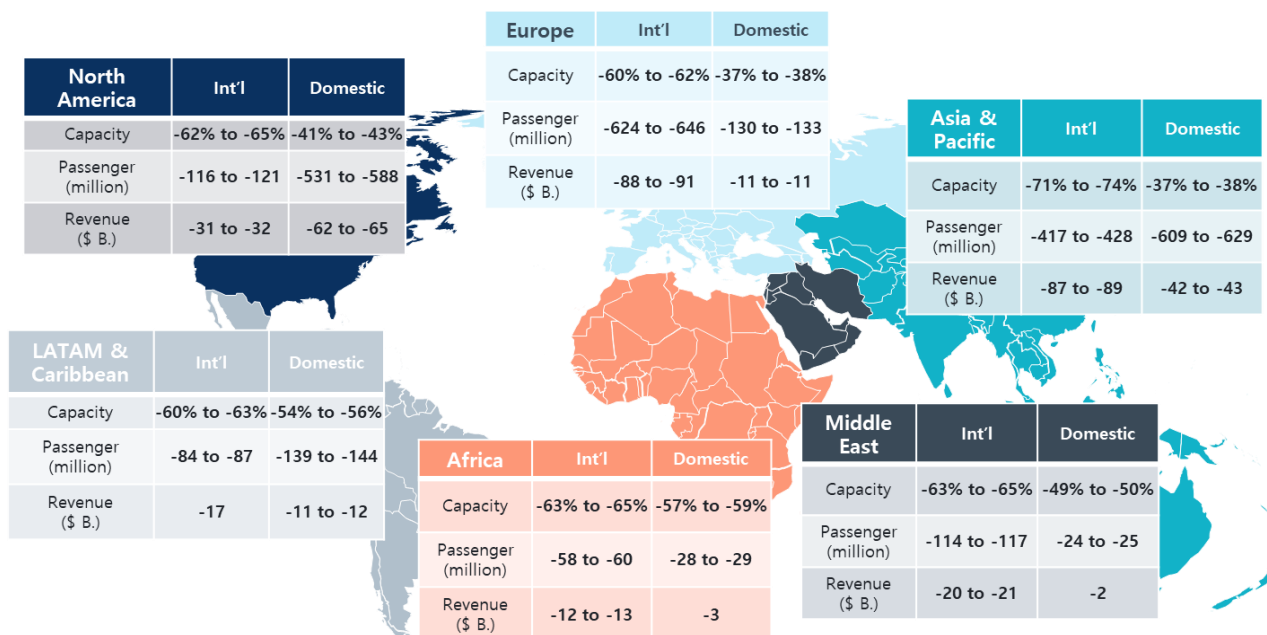 Europe Int'l Domestic
Capacity -60% to -62% -37% to -38%
Passenger
(million) -624 to -646 -130 to -133
Revenue
($ B.) -88 to -91 -11 to -11
North
America Int'l Domestic
Capacity -62% to -65% -41% to -43%
Passenger
(million) -116 to -121 -531 to -588
Revenue
($ B.) -31 to -32 -62 to -65
Asia &
Pacific Int'l Domestic
Capacity -71% to -74% -37% to -38%
Passenger
(million) -417 to -428 -609 to -629
Revenue
($ B.) -87 to -89 -42 to -43
LATAM &
Caribbean Int'l Domestic
Capacity -60% to -63% -54% to -56%
Passenger
(million) -84 to -87 -139 to -144
Revenue
($ B.) -17 -11 to -12
Africa Int'l Domestic
Capacity -63% to -65% -57% to -59%
Passenger
(million) -58 to -60 -28 to -29
Revenue
($ B.) -12 to -13 -3
Middle
East Int'l Domestic
Capacity -63% to -65% -49% to -50%
Passenger
(million) -114 to -117 -24 to -25
Revenue
($ B.) -20 to -21 -2